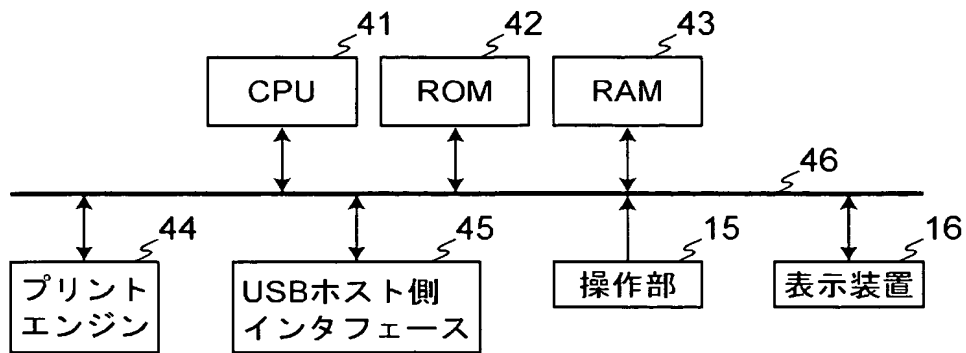 41
42
43
CPU
ROM
RAM
46
44
45
15
16
プリント
エンジン
USBホスト側
インタフェース
操作部
表示装置